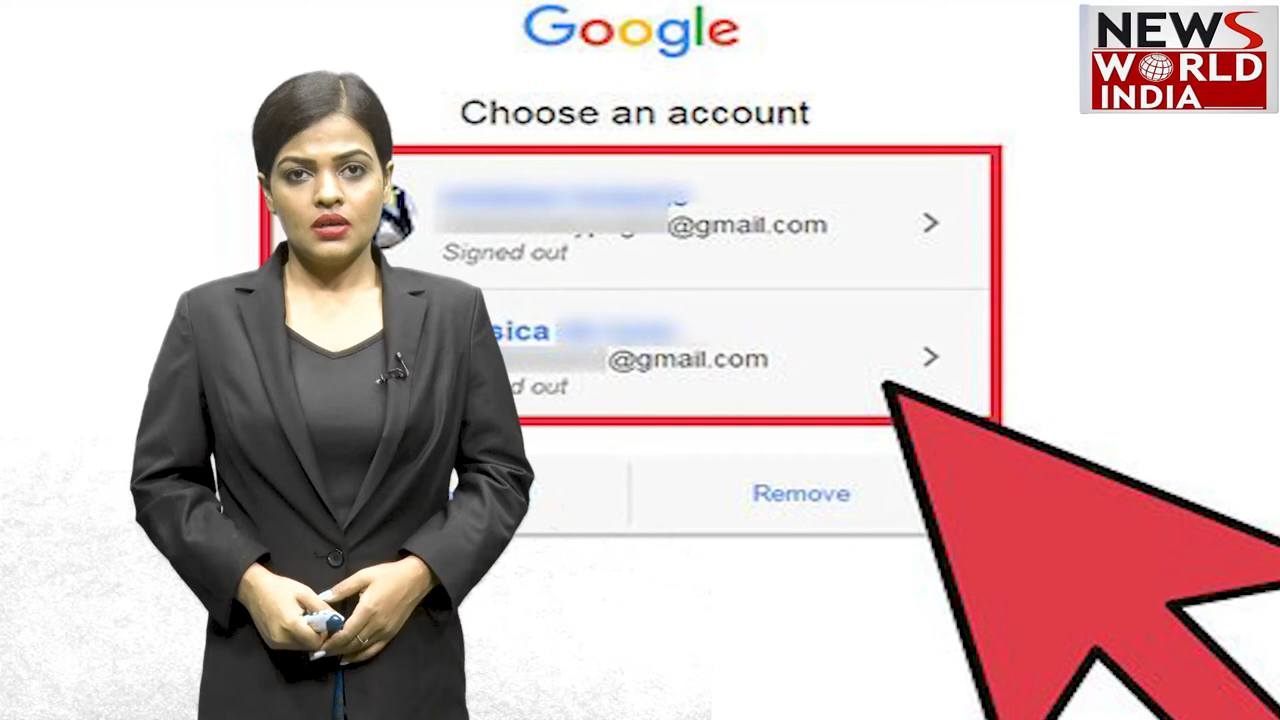 Google
Choose an account
@gmail.com
Signed out
sica
@gmail.com
d out
Remove
NEWS
WORLD
INDIA